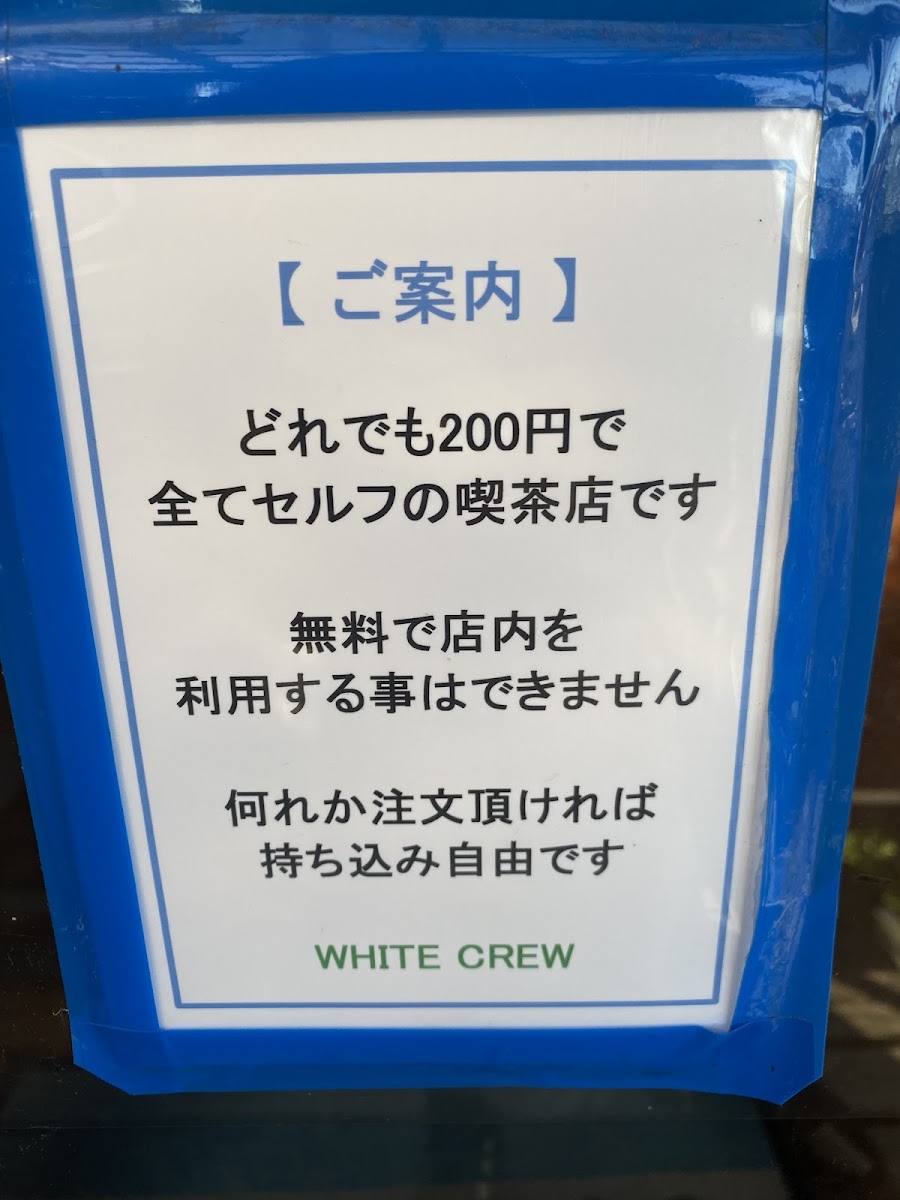 【 ご案内 】
どれでも200円で
全てセルフの喫茶店です
無料で店内を
利用する事はできません
何れか注文頂ければ
持ち込み自由です
WHITE CREW